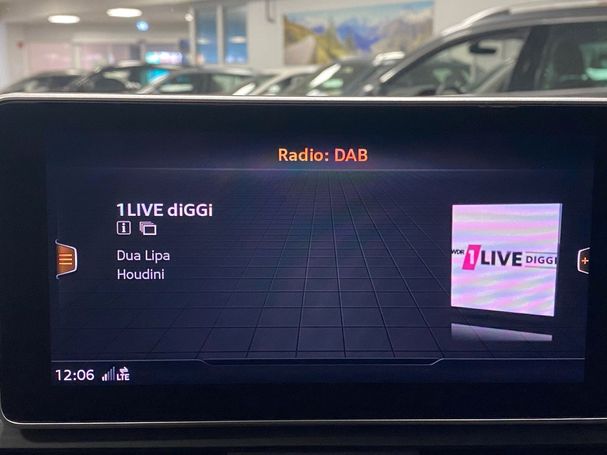 Radio: DAB
1LIVE diGGi
Dua Lipa
Houdini
WDR 1LIVE DIGGI
12:06 LTE